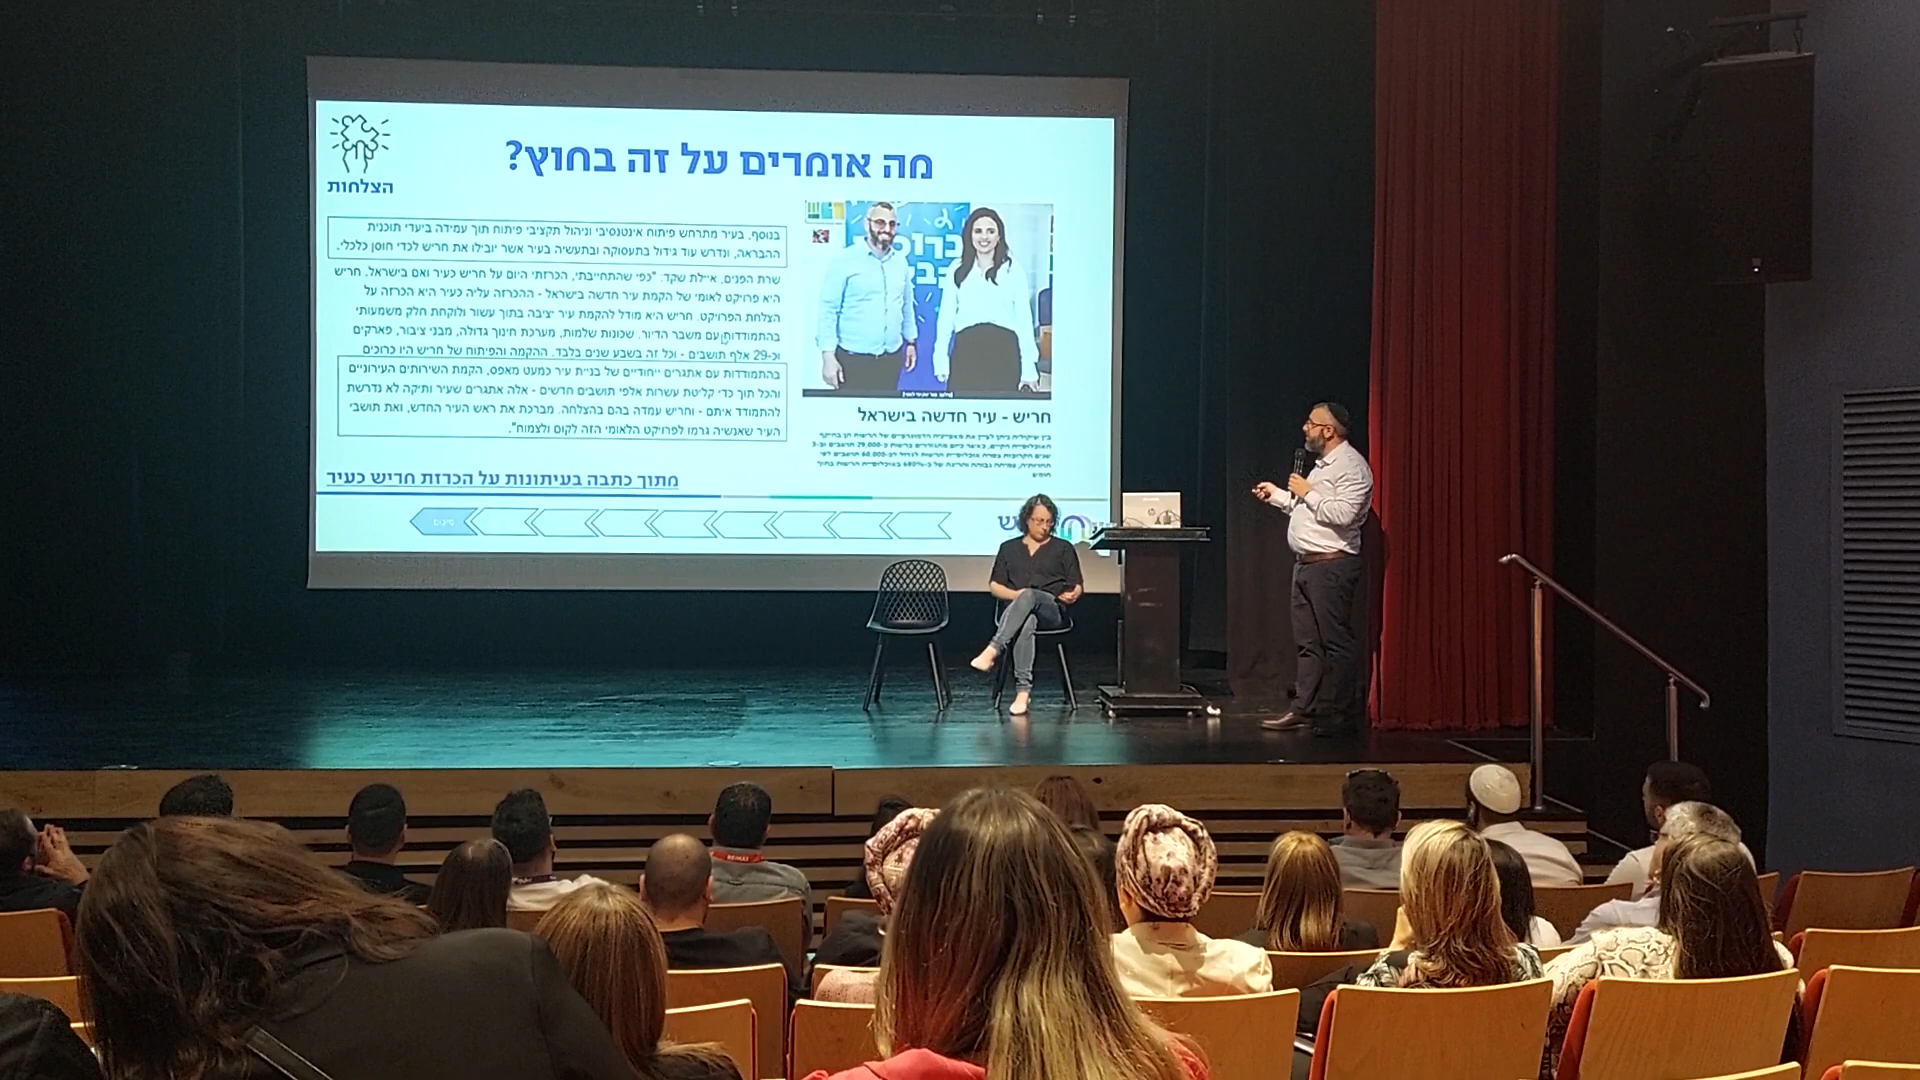 מה אומרים על זה בחוץ?
הצלחות
בנוסף, בעיר מתרחש פיתוח אינטנסיבי וניהול תקציבי פיתוח תוך עמידה ביעדי תוכנית
ההבראה, ונדרש עוד גידול בתעסוקה ובתעשיה בעיר אשר יובילו את חריש לכדי חוסן כלכלי.
שרת הפנים, איילת שקד: "כפי שהתחייבתי, הכרזתי היום על חריש כעיר ואם בישראל. חריש
היא פרויקט לאומי של הקמת עיר חדשה בישראל - ההכרזה עליה כעיר היא הכרזה על
הצלחת הפרויקט. חריש היא מודל להקמת עיר יציבה בתוך עשור ולוקחת חלק משמעותי
בהתמודדות עם משבר הדיור. שכונות שלמות, מערכת חינוך גדולה, מבני ציבור, פארקים
וכ-29 אלף תושבים - וכל זה בשבע שנים בלבד. ההקמה והפיתוח של חריש היו כרוכים
בהתמודדות עם אתגרים ייחודיים של בניית עיר כמעט מאפס, הקמת השירותים העירוניים
והכל תוך כדי קליטת עשרות אלפי תושבים חדשים - אלה אתגרים שעיר ותיקה לא נדרשת
להתמודד איתם - וחריש עמדה בהם בהצלחה. מברכת את ראש העיר החדש, ואת תושבי
העיר שאנשיה גרמו לפרויקט הלאומי הזה לקום ולצמוח".
חריש - עיר חדשה בישראל
מתוך כתבה בעיתונות על הכרזת חריש כעיר
סיכום